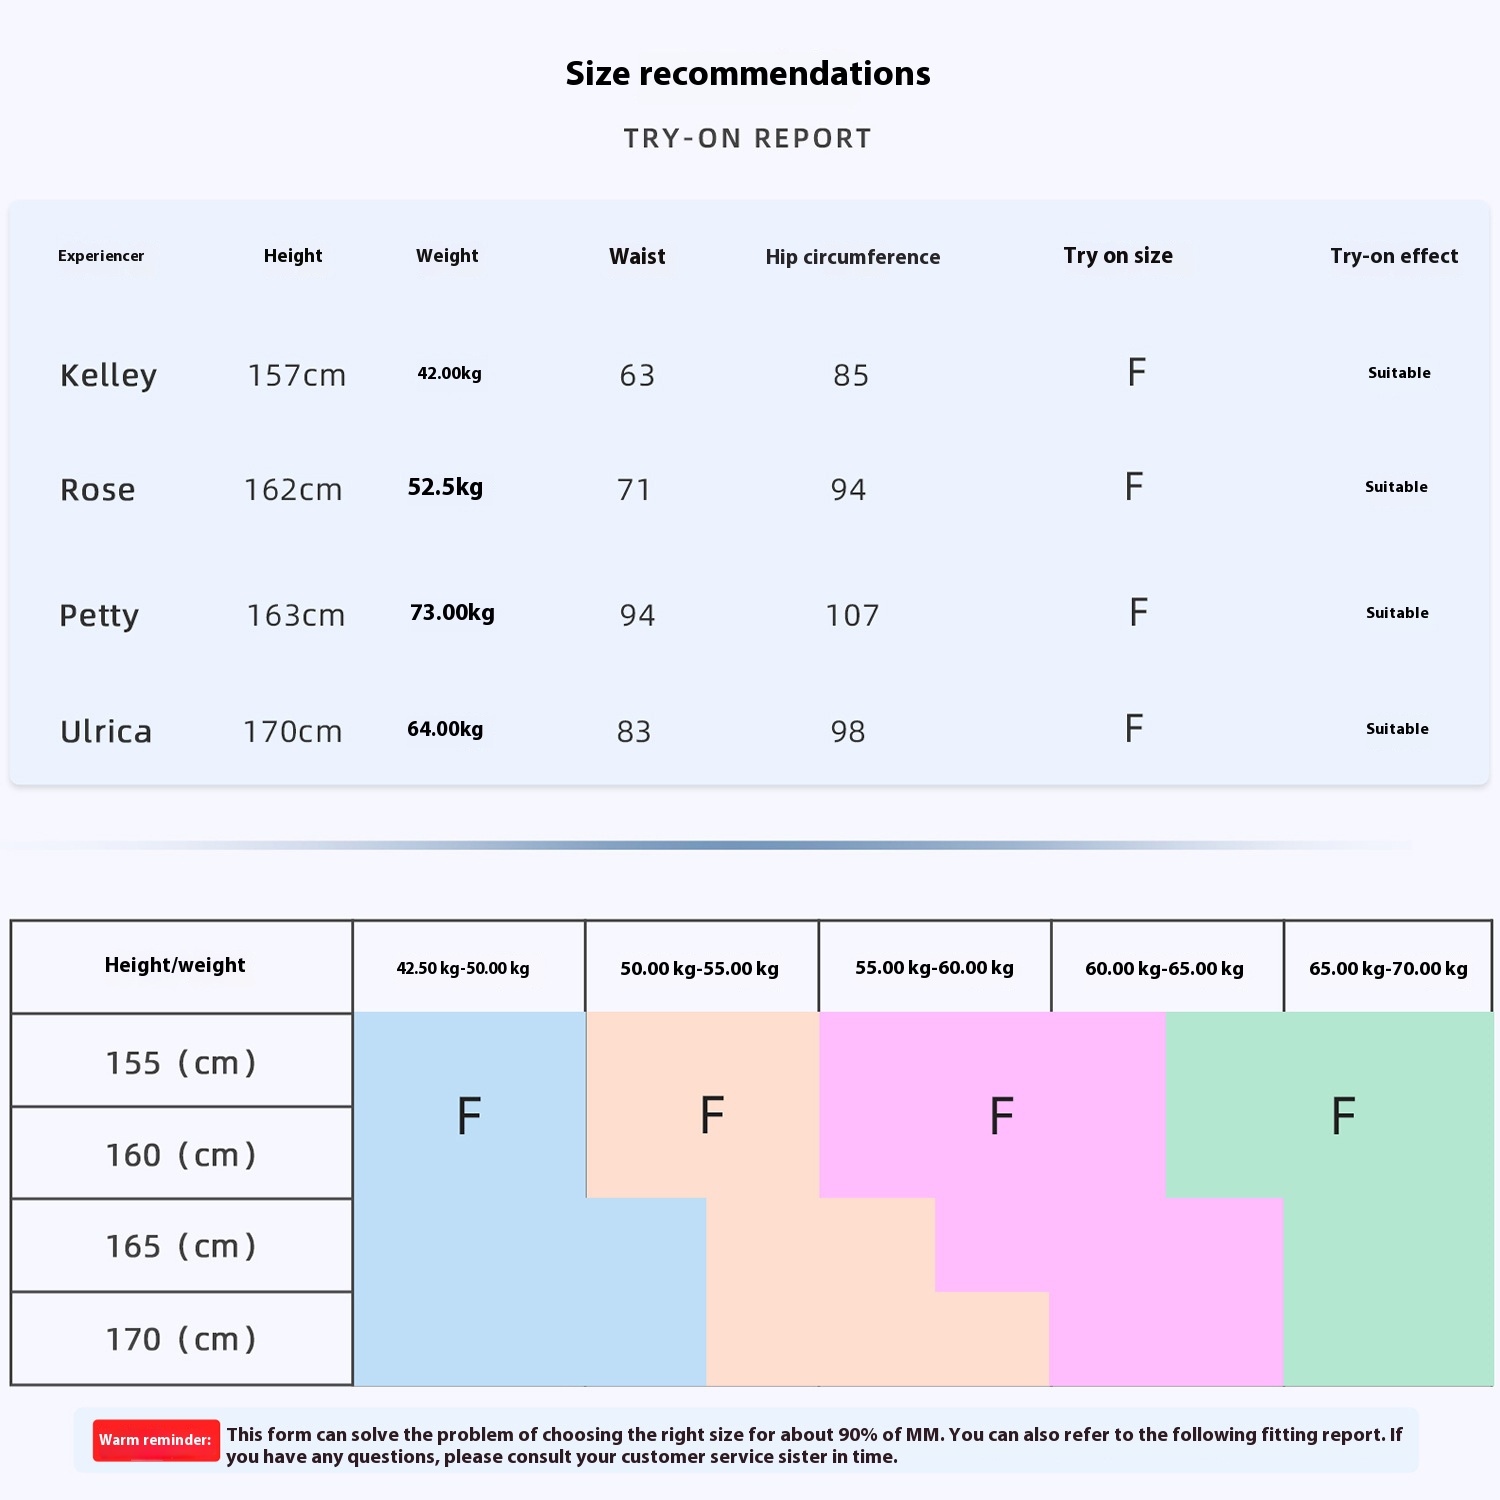 Size recommendations
TRY-ON REPORT
Experiencer Height Weight Waist Hip circumference Try on size Try-on effect
Kelley 157cm 42.00kg 63 85 F Suitable
Rose 162cm 52.5kg 71 94 F Suitable
Petty 163cm 73.00kg 94 107 F Suitable
Ulrica 170cm 64.00kg 83 98 F Suitable
Height/weight 42.50 kg-50.00 kg 50.00 kg-55.00 kg 55.00 kg-60.00 kg 60.00 kg-65.00 kg 65.00 kg-70.00 kg
155 (cm)
F F F F
160 (cm)
165 (cm)
170 (cm)
Warm reminder: This form can solve the problem of choosing the right size for about 90% of MM. You can also refer to the following fitting report. If
you have any questions, please consult your customer service sister in time.